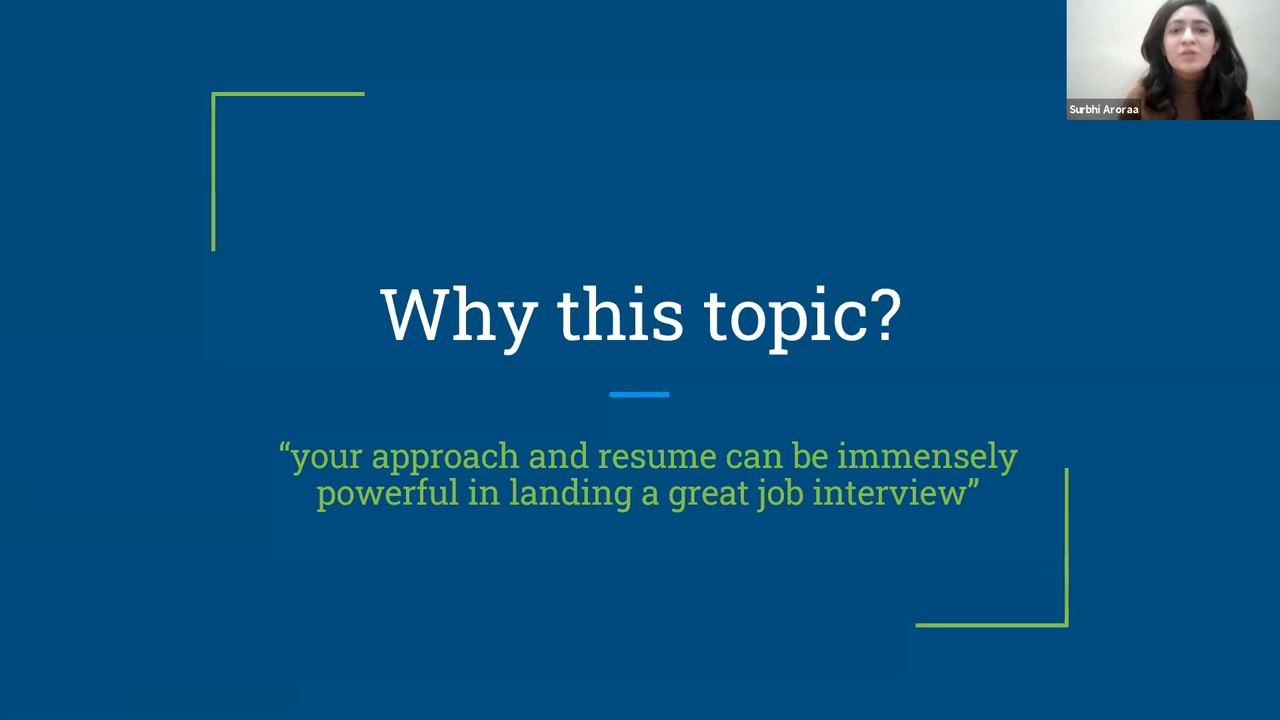 Surbhi Aroraa
Why this topic?
“your approach and resume can be immensely
powerful in landing a great job interview”